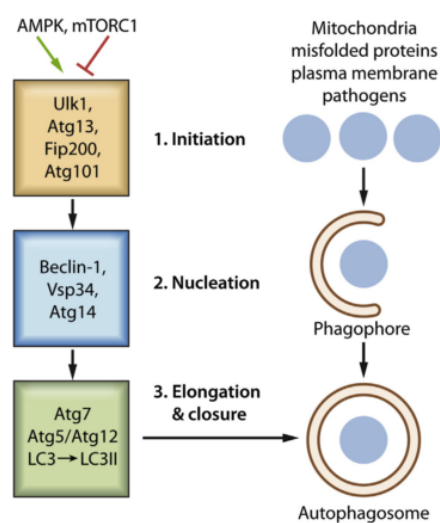 AMPK, mTORC1
Ulk1,
Atg13,
Fip200,
Atg101
1. Initiation
Mitochondria
misfolded proteins
plasma membrane
pathogens
Beclin-1,
Vsp34,
Atg14
2. Nucleation
Phagophore
Atg7
Atg5/Atg12
LC3→LC3II
3. Elongation
& closure
Autophagosome